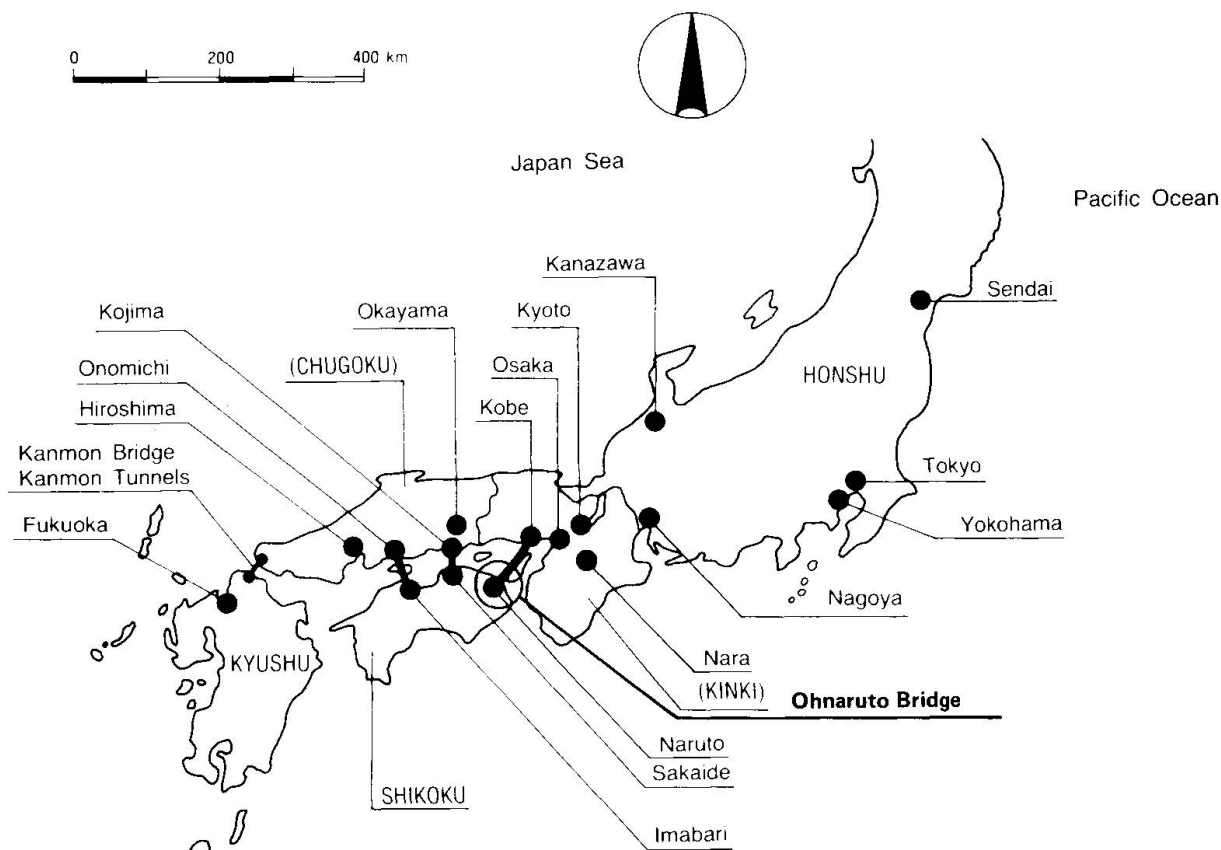 0 200 400 km
Japan Sea
Pacific Ocean
Kanazawa
Sendai
Kojima
Okayama
Kyoto
Onomichi
(CHUGOKU)
Osaka
HONSHU
Hiroshima
Kobe
Kanmon Bridge
Kanmon Tunnels
Tokyo
Fukuoka
Yokohama
Nagoya
KYUSHU
Nara
(KINKI)
Ohnaruto Bridge
Naruto
Sakaide
SHIKOKU
Imabari